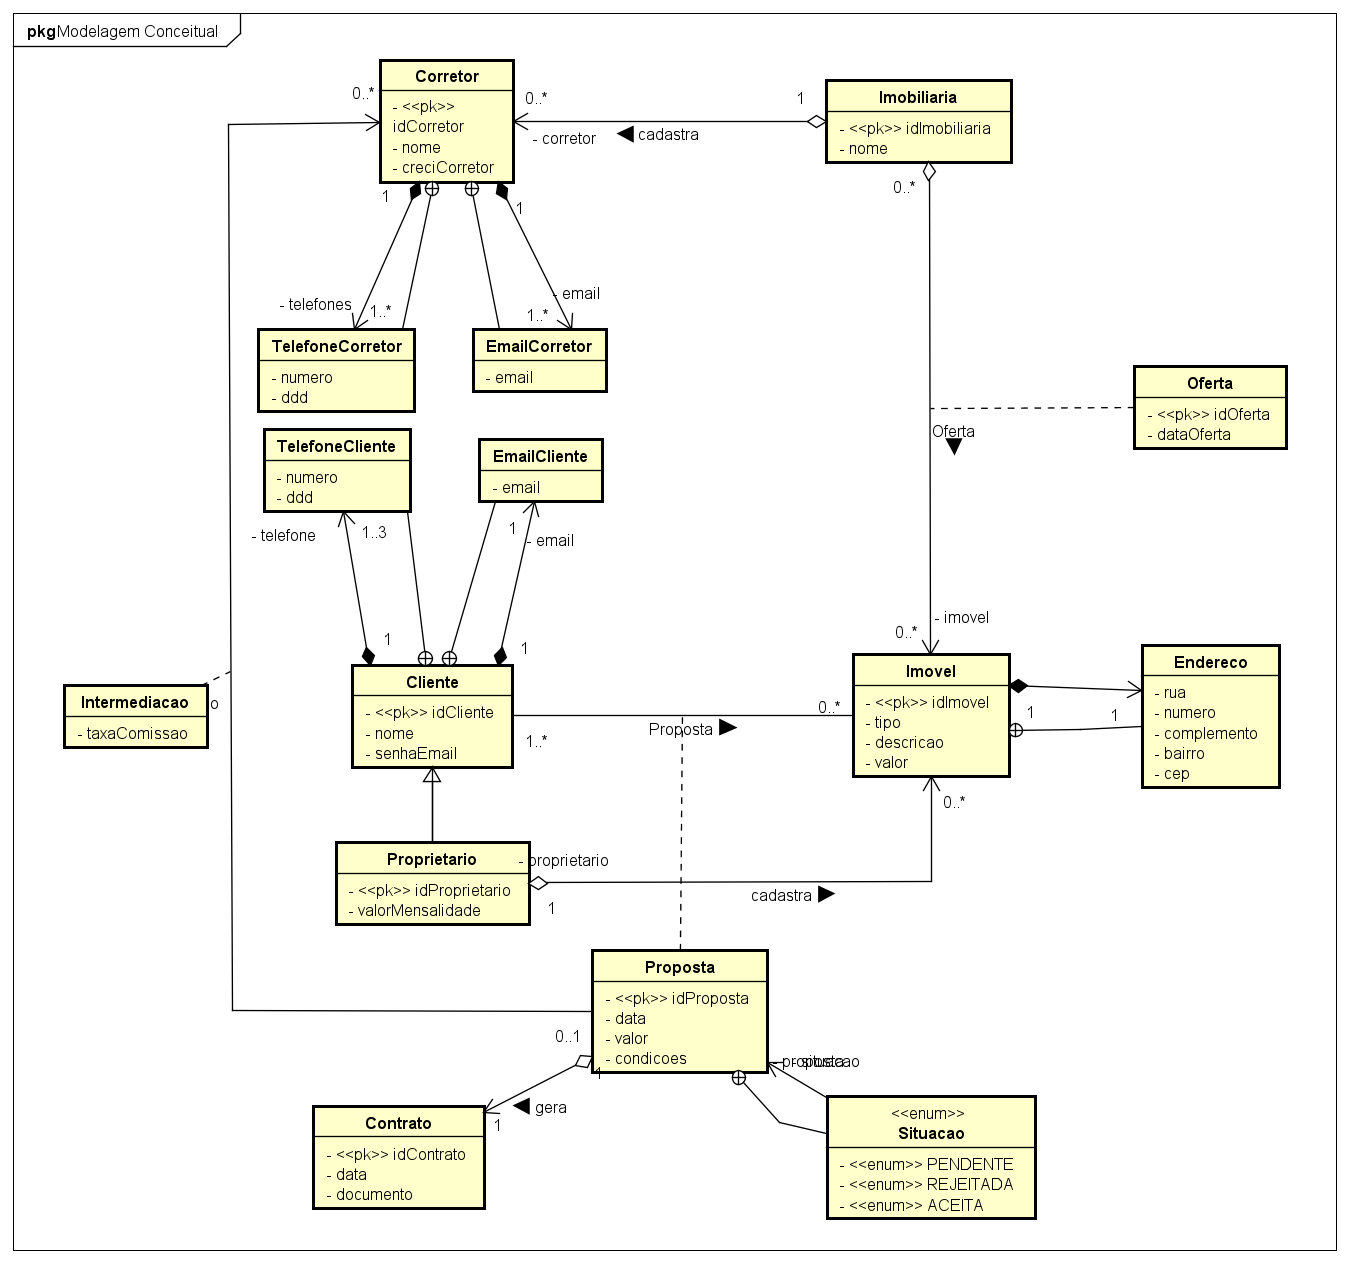 pkg Modelagem Conceitual
Corretor
- <<pk>>
idCorretor
- nome
- creciCorretor
0..*
0..*
- corretor
cadastra
1
Imobiliaria
- <<pk>> idImobiliaria
- nome
0..*
1
1
- telefones
1..*
- email
1..*
TelefoneCorretor
- numero
- ddd
EmailCorretor
- email
Oferta
- <<pk>> idOferta
- dataOferta
Oferta
TelefoneCliente
- numero
- ddd
EmailCliente
- email
- telefone
1..3
1
- email
1
1
- imovel
0..*
Cliente
- <<pk>> idCliente
- nome
- senhaEmail
Imovel
- <<pk>> idImovel
- tipo
- descricao
- valor
Endereco
- rua
- numero
- complemento
- bairro
- cep
1
1
Intermediacao
- taxaComissao
o
1..*
Proposta
0..*
0..*
Proprietario
- <<pk>> idProprietario
- valorMensalidade
- proprietario
1
cadastra
Proposta
- <<pk>> idProposta
- data
- valor
- condicoes
0..1
1
- proposta
- situacao
gera
1
Contrato
- <<pk>> idContrato
- data
- documento
<<enum>>
Situacao
- <<enum>> PENDENTE
- <<enum>> REJEITADA
- <<enum>> ACEITA